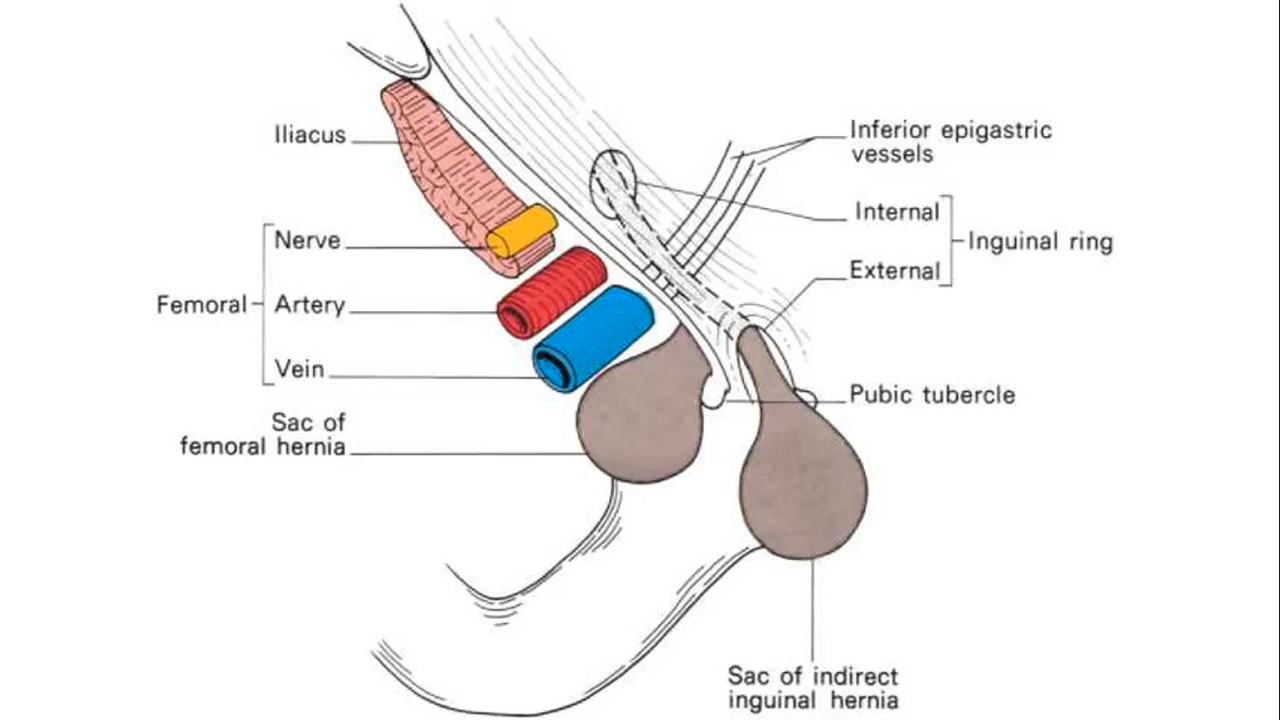 Iliacus
Nerve
Femoral
Artery
Vein
Sac of
femoral hernia
Inferior epigastric
vessels
Internal
Inguinal ring
External
Pubic tubercle
Sac of indirect
inguinal hernia